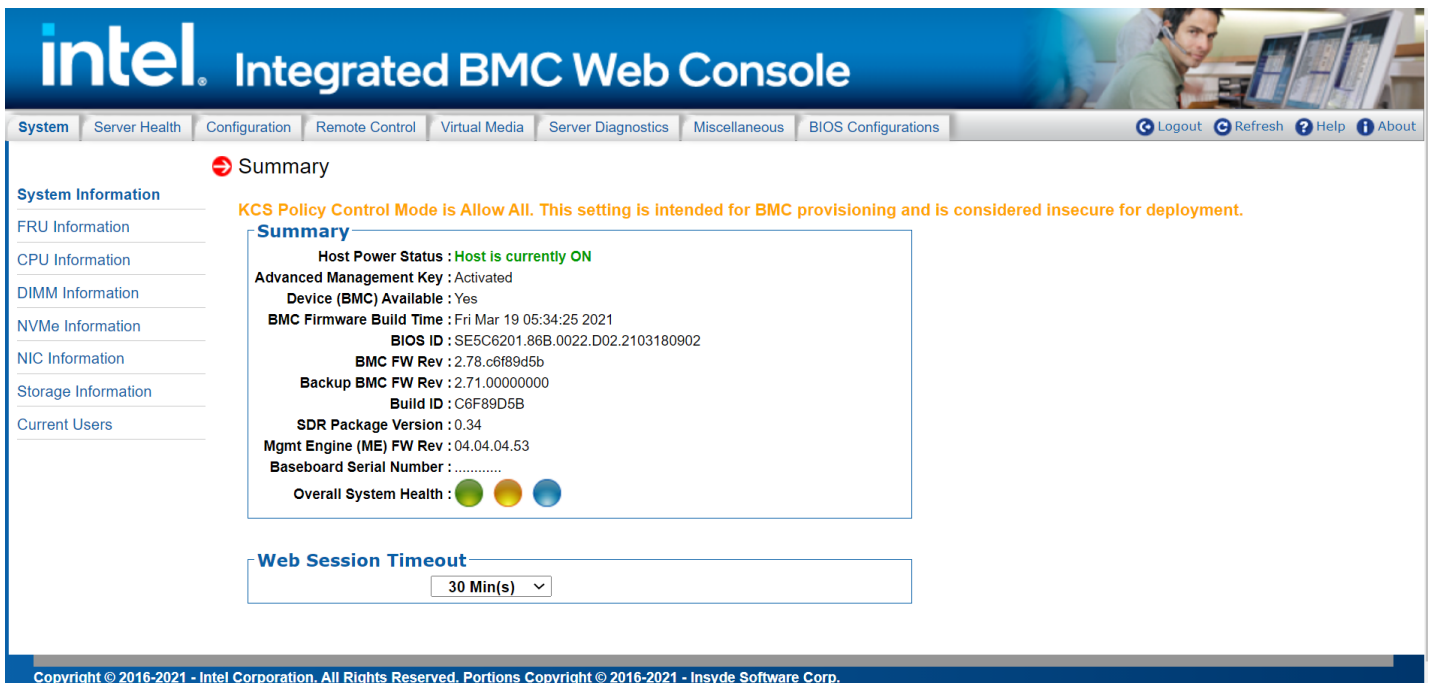 intel. Integrated BMC Web Console
System Server Health Configuration Remote Control Virtual Media Server Diagnostics Miscellaneous BIOS Configurations Logout Refresh Help About
Summary
System Information
FRU Information
CPU Information
DIMM Information
NVMe Information
NIC Information
Storage Information
Current Users
KCS Policy Control Mode is Allow All. This setting is intended for BMC provisioning and is considered insecure for deployment.
Summary
Host Power Status : Host is currently ON
Advanced Management Key : Activated
Device (BMC) Available : Yes
BMC Firmware Build Time : Fri Mar 19 05:34:25 2021
BIOS ID : SE5C6201.86B.0022.D02.2103180902
BMC FW Rev : 2.78.c6f89d5b
Backup BMC FW Rev : 2.71.00000000
Build ID : C6F89D5B
SDR Package Version : 0.34
Mgmt Engine (ME) FW Rev : 04.04.04.53
Baseboard Serial Number : ............
Overall System Health :
Web Session Timeout
30 Min(s)
Copyright © 2016-2021 - Intel Corporation. All Rights Reserved. Portions Copyright © 2016-2021 - Insyde Software Corp.